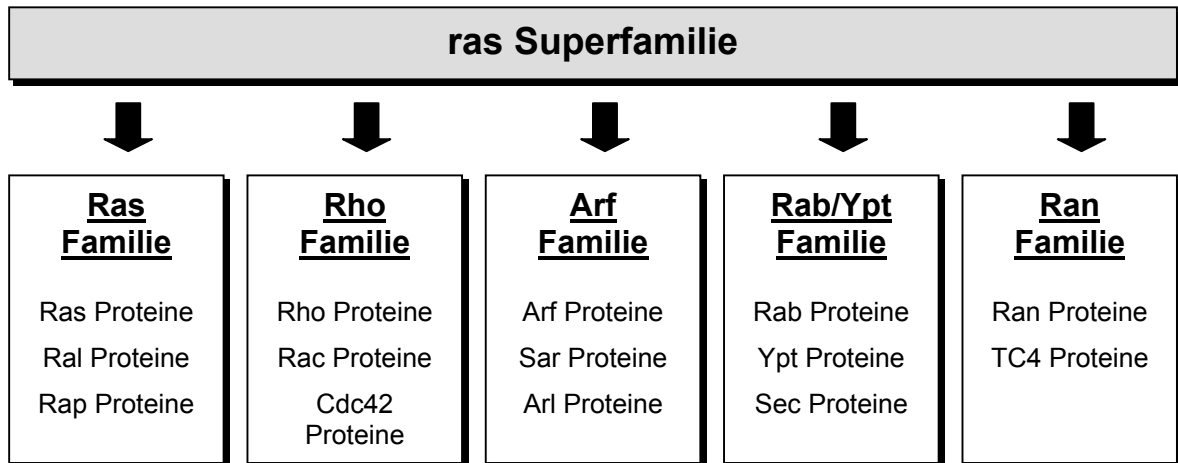 ras Superfamilie
Ras
Familie
Ras Proteine
Ral Proteine
Rap Proteine
Rho
Familie
Rho Proteine
Rac Proteine
Cdc42
Proteine
Arf
Familie
Arf Proteine
Sar Proteine
Arl Proteine
Rab/Ypt
Familie
Rab Proteine
Ypt Proteine
Sec Proteine
Ran
Familie
Ran Proteine
TC4 Proteine